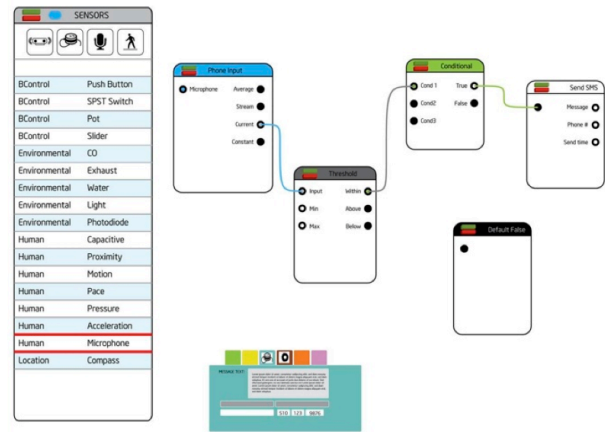 SENSORS
BControl Push Button
BControl SPST Switch
BControl Pot
BControl Slider
Environmental CO
Environmental Exhaust
Environmental Water
Environmental Light
Environmental Photodiode
Human Capacitive
Human Proximity
Human Motion
Human Pace
Human Pressure
Human Acceleration
Human Microphone
Location Compass
Phone Input
Microphone Average
Stream
Current
Constant
Threshold
Input Within
Min Above
Max Below
Conditional
Cond 1 True
Cond2 False
Cond3
Send SMS
Message
Phone #
Send time
Default False
MESSAGE TEXT:
510 123 9876